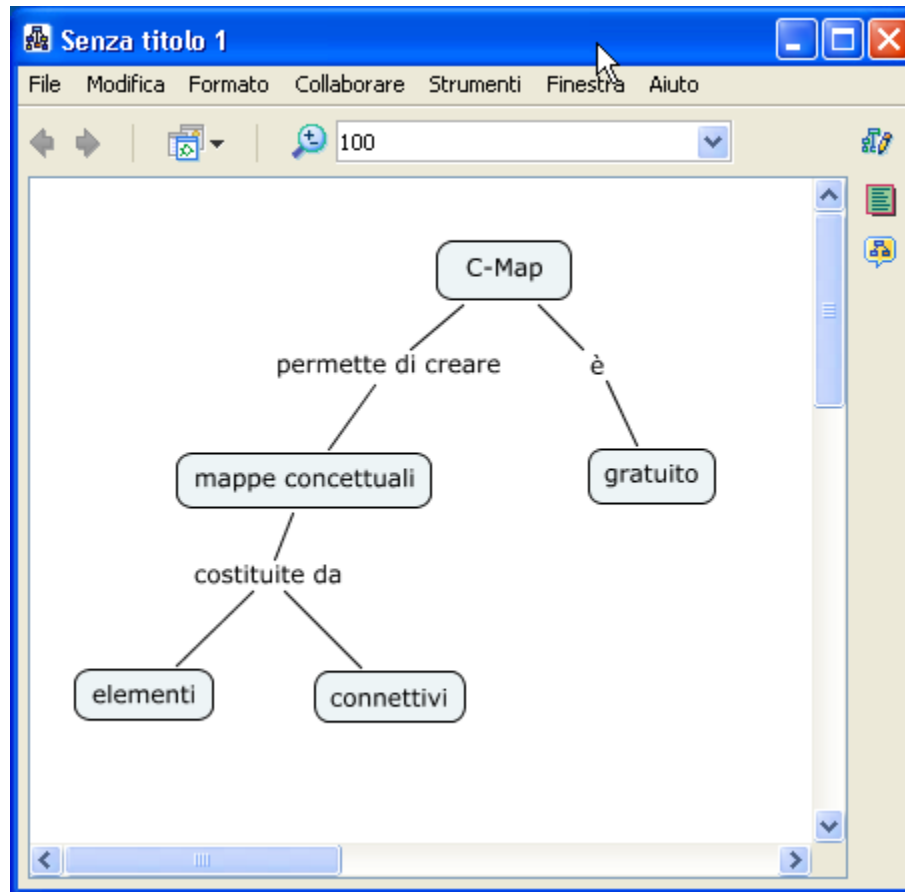 Senza titolo 1
File Modifica Formato Collaborare Strumenti Finestra Aiuto
100
C-Map
permette di creare è
mappe concettuali gratuito
costituite da
elementi connettivi